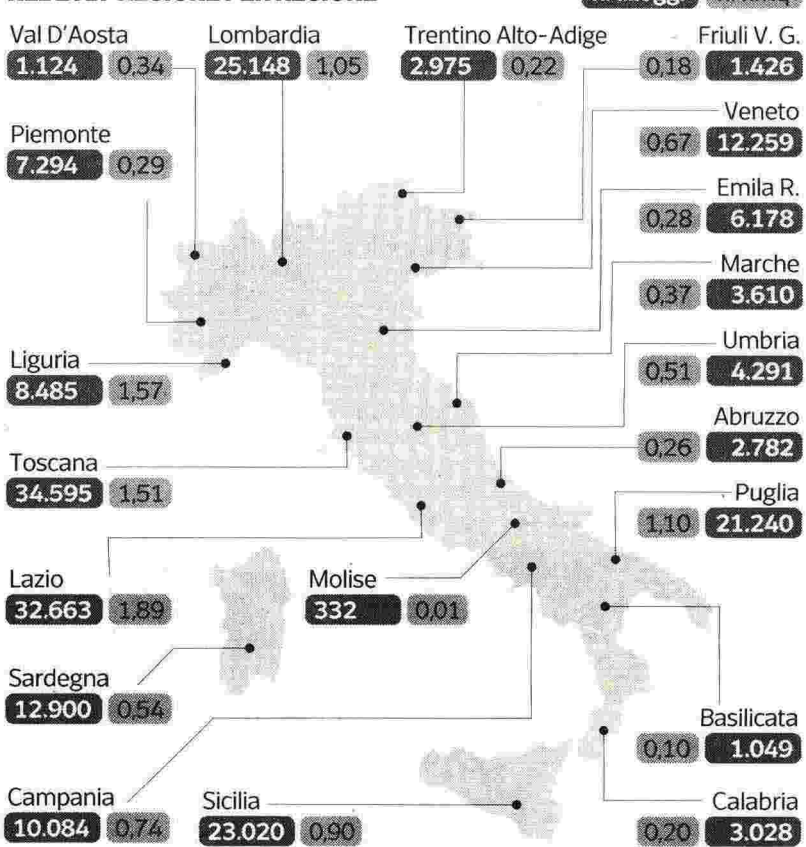 Val D'Aosta
1.124 0,34
Lombardia
25.148 1,05
Trentino Alto-Adige
2.975 0,22
Friuli V. G.
0,18 1.426
Piemonte
7.294 0,29
Veneto
0,67 12.259
Emila R.
0,28 6.178
Marche
0,37 3.610
Liguria
8.485 1,57
Umbria
0,51 4.291
Abruzzo
0,26 2.782
Toscana
34.595 1,51
Puglia
1,10 21.240
Lazio
32.663 1,89
Molise
332 0,01
Sardegna
12.900 0,54
Basilicata
0,10 1.049
Campania
10.084 0,74
Sicilia
23.020 0,90
Calabria
0,20 3.028